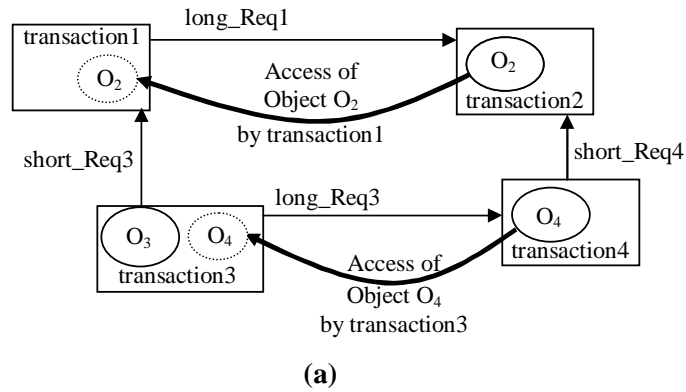 long_Req1
transaction1
O2
Access of
Object O2
by transaction1
O2
transaction2
short_Req3
short_Req4
long_Req3
O3
O4
transaction3
Access of
Object O4
by transaction3
O4
transaction4
(a)